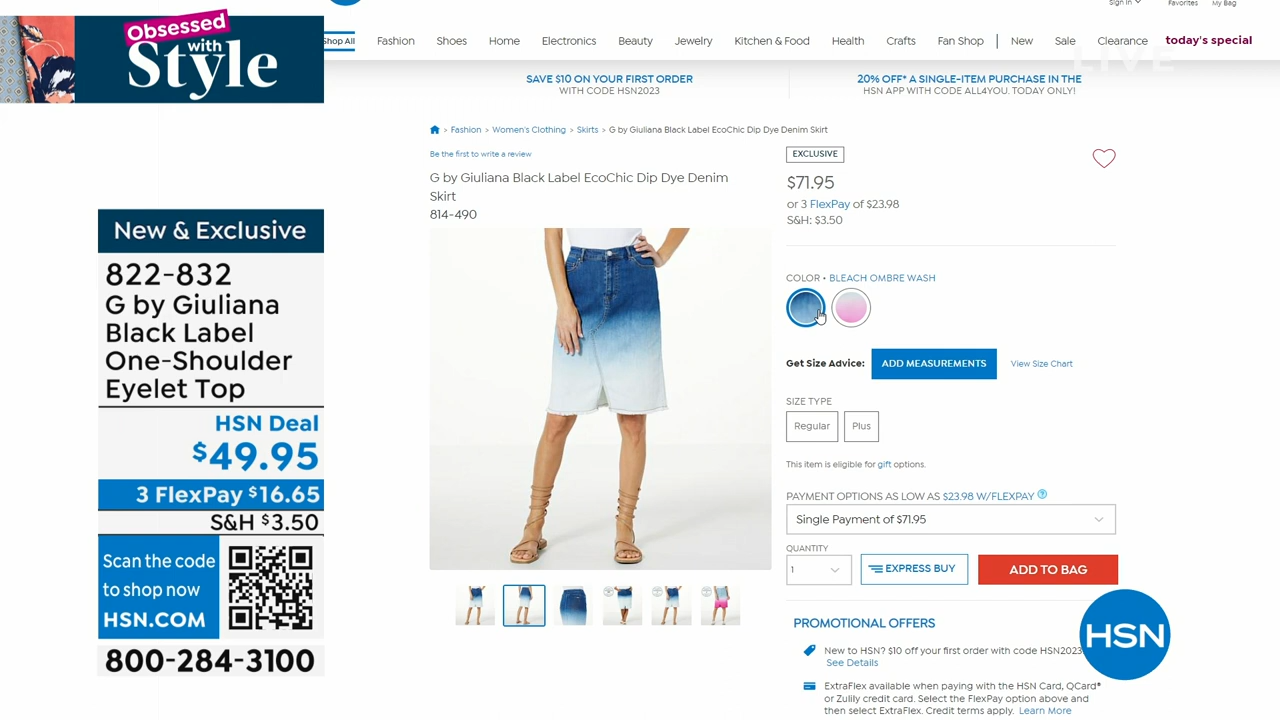 Obsessed
with
Style
Sign In
Favorites
My Bag
Shop All
Fashion
Shoes
Home
Electronics
Beauty
Jewelry
Kitchen & Food
Health
Crafts
Fan Shop
New
Sale
Clearance
today's special
LIVE
SAVE $10 ON YOUR FIRST ORDER
WITH CODE HSN2023
20% OFF* A SINGLE-ITEM PURCHASE IN THE
HSN APP WITH CODE ALL4YOU. TODAY ONLY!
> Fashion > Women's Clothing > Skirts > G by Giuliana Black Label EcoChic Dip Dye Denim Skirt
Be the first to write a review
G by Giuliana Black Label EcoChic Dip Dye Denim
Skirt
814-490
EXCLUSIVE
$71.95
or 3 FlexPay of $23.98
S&H: $3.50
COLOR • BLEACH OMBRE WASH
Get Size Advice:
ADD MEASUREMENTS
View Size Chart
SIZE TYPE
Regular
Plus
This item is eligible for gift options.
PAYMENT OPTIONS AS LOW AS $23.98 W/FLEXPAY ?
Single Payment of $71.95
QUANTITY
1
EXPRESS BUY
ADD TO BAG
PROMOTIONAL OFFERS
New to HSN? $10 off your first order with code HSN2023
See Details
ExtraFlex available when paying with the HSN Card, QCard®
or Zulily credit card. Select the FlexPay option above and
then select ExtraFlex. Credit terms apply. Learn More
HSN
New & Exclusive
822-832
G by Giuliana
Black Label
One-Shoulder
Eyelet Top
HSN Deal
$49.95
3 FlexPay $16.65
S&H $3.50
Scan the code
to shop now
HSN.COM
800-284-3100